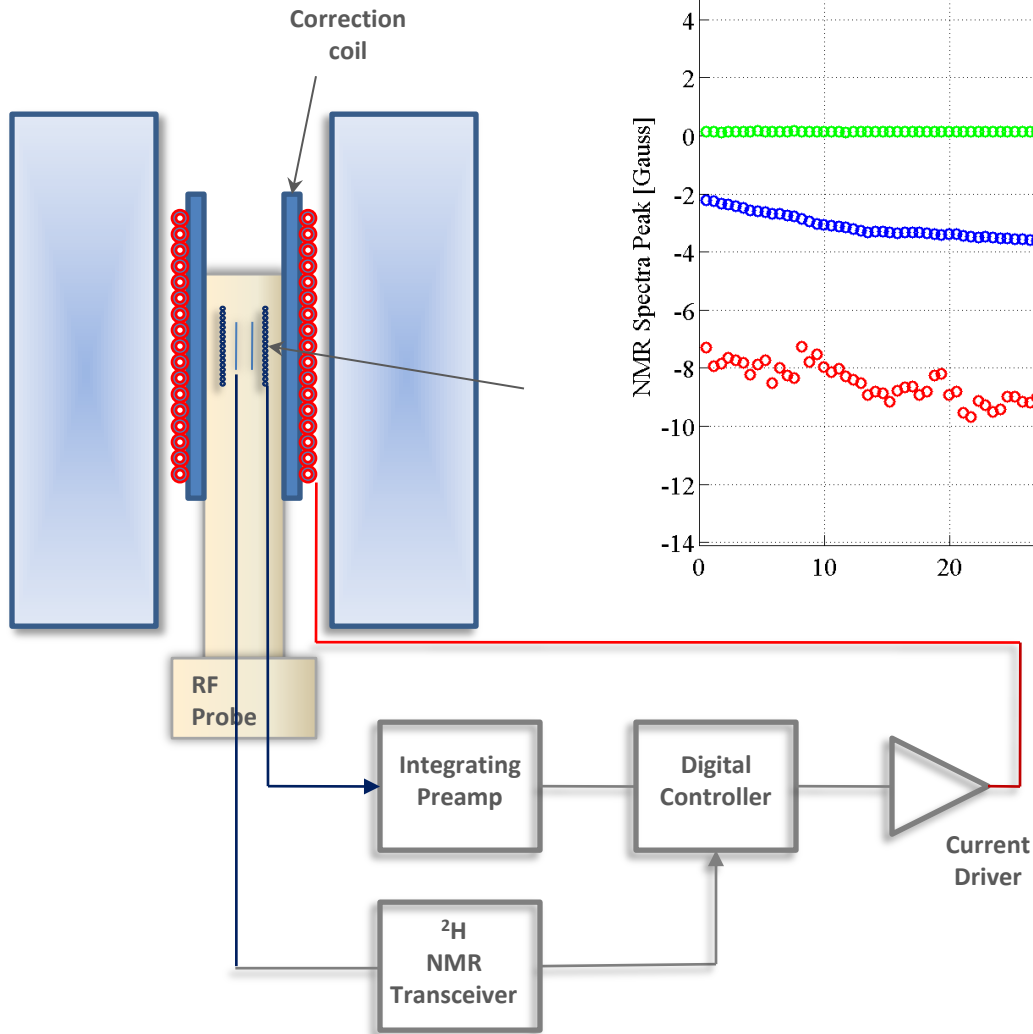 Correction
coil
4
2
0
-2
-4
-6
-8
-10
-12
-14
NMR Spectra Peak [Gauss]
0
10
20
RF
Probe
Integrating
Preamp
Digital
Controller
Current
Driver
²H
NMR
Transceiver